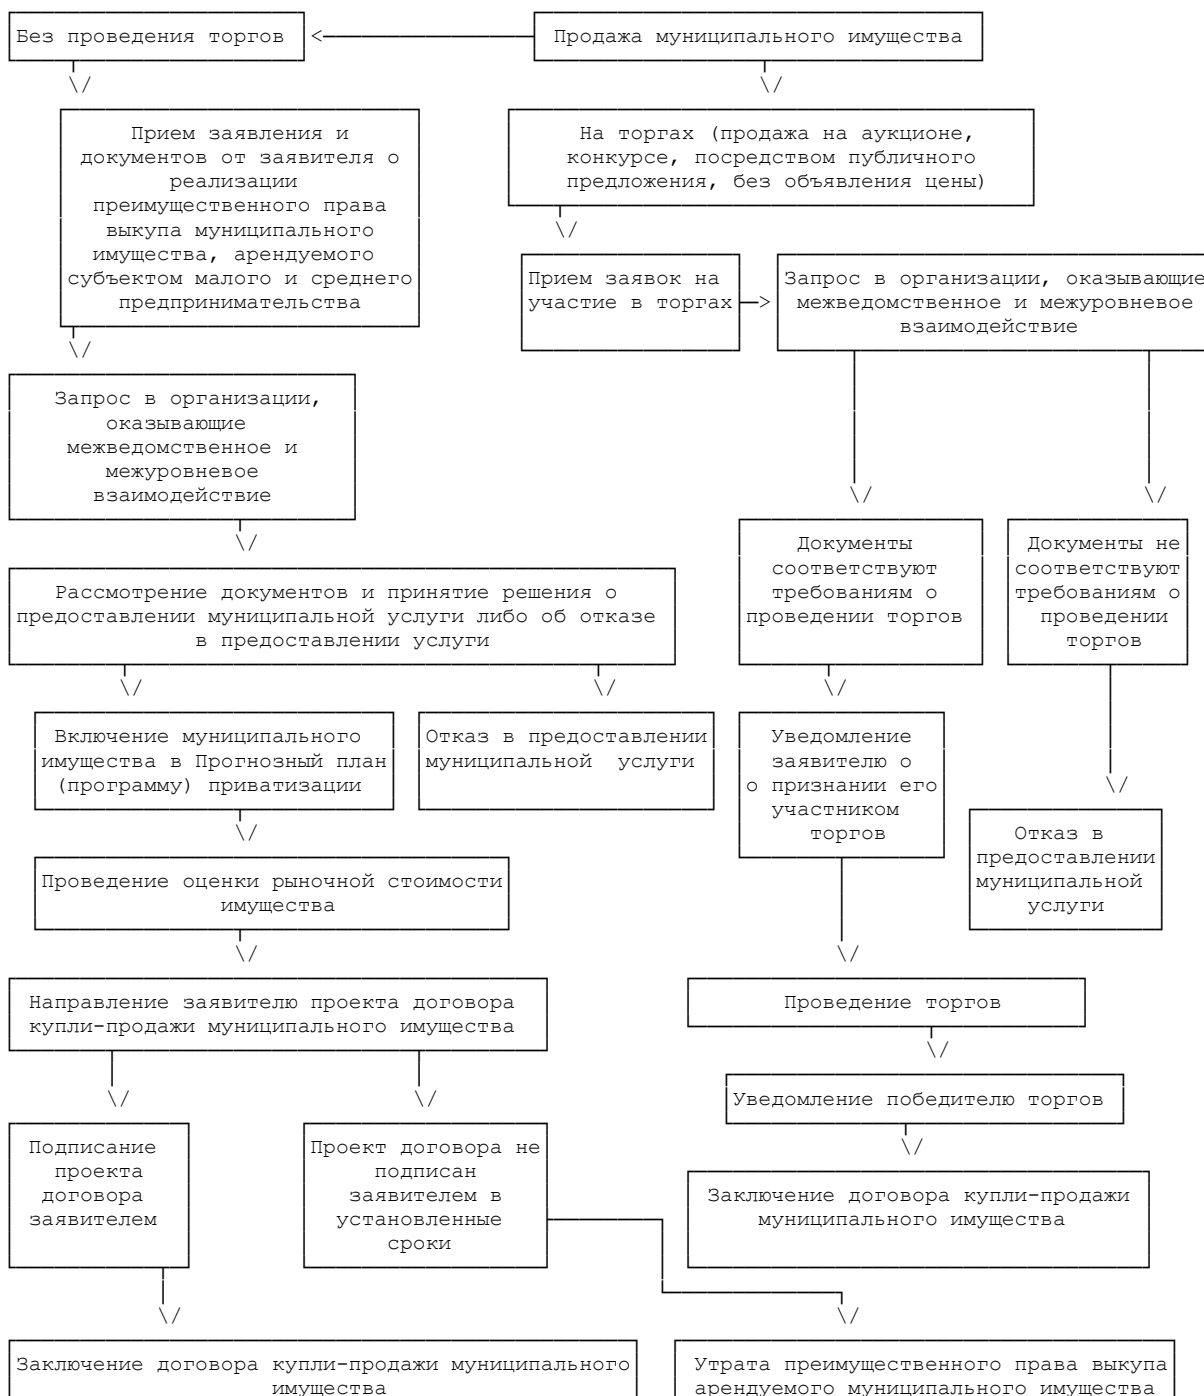 Без проведения торгов
Продажа муниципального имущества
Прием заявления и
документов от заявителя о
реализации
преимущественного права
выкупа муниципального
имущества, арендуемого
субъектом малого и среднего
предпринимательства
На торгах (продажа на аукционе,
конкурсе, посредством публичного
предложения, без объявления цены)
Прием заявок на
участие в торгах
Запрос в организации, оказывающие
межведомственное и межуровневое
взаимодействие
Запрос в организации,
оказывающие
межведомственное и
межуровневое
взаимодействие
Документы
соответствуют
требованиям о
проведении торгов
Документы не
соответствуют
требованиям о
проведении
торгов
Рассмотрение документов и принятие решения о
предоставлении муниципальной услуги либо об отказе
в предоставлении услуги
Включение муниципального
имущества в Прогнозный план
(программу) приватизации
Отказ в предоставлении
муниципальной услуги
Уведомление
заявителю о
о признании его
участником
торгов
Отказ в
предоставлении
муниципальной
услуги
Проведение оценки рыночной стоимости
имущества
Направление заявителю проекта договора
купли-продажи муниципального имущества
Проведение торгов
Уведомление победителю торгов
Подписание
проекта
договора
заявителем
Проект договора не
подписан
заявителем в
установленные
сроки
Заключение договора купли-продажи
муниципального имущества
Заключение договора купли-продажи муниципального
имущества
Утрата преимущественного права выкупа
арендуемого муниципального имущества